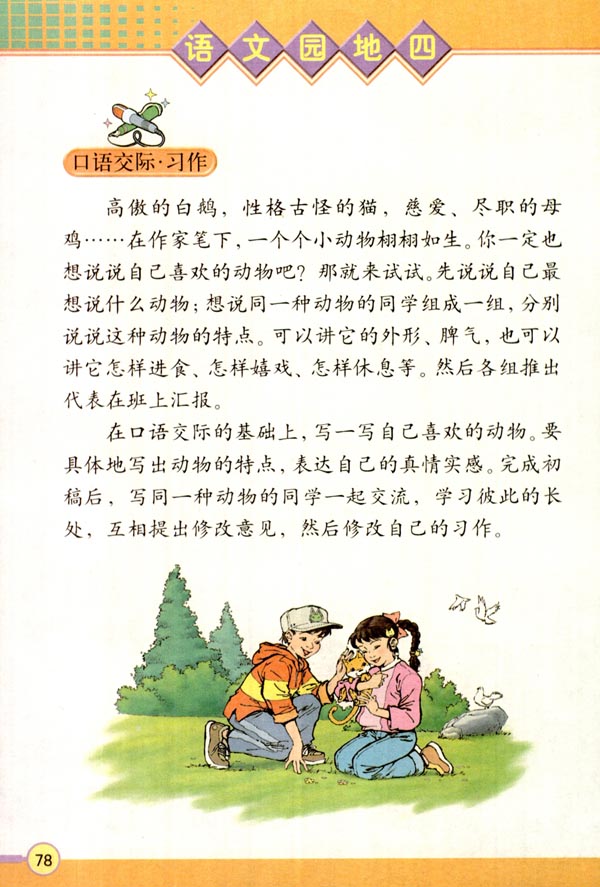 语文园地四
口语交际·习作
高傲的白鹅，性格古怪的猫，慈爱、尽职的母
鸡……在作家笔下，一个个小动物栩栩如生。你一定也
想说说自己喜欢的动物吧？那就来试试。先说说自己最
想说什么动物；想说同一种动物的同学组成一组，分别
说说这种动物的特点。可以讲它的外形、脾气，也可以
讲它怎样进食、怎样嬉戏、怎样休息等。然后各组推出
代表在班上汇报。
在口语交际的基础上，写一写自己喜欢的动物。要
具体地写出动物的特点，表达自己的真情实感。完成初
稿后，写同一种动物的同学一起交流，学习彼此的长
处，互相提出修改意见，然后修改自己的习作。
78